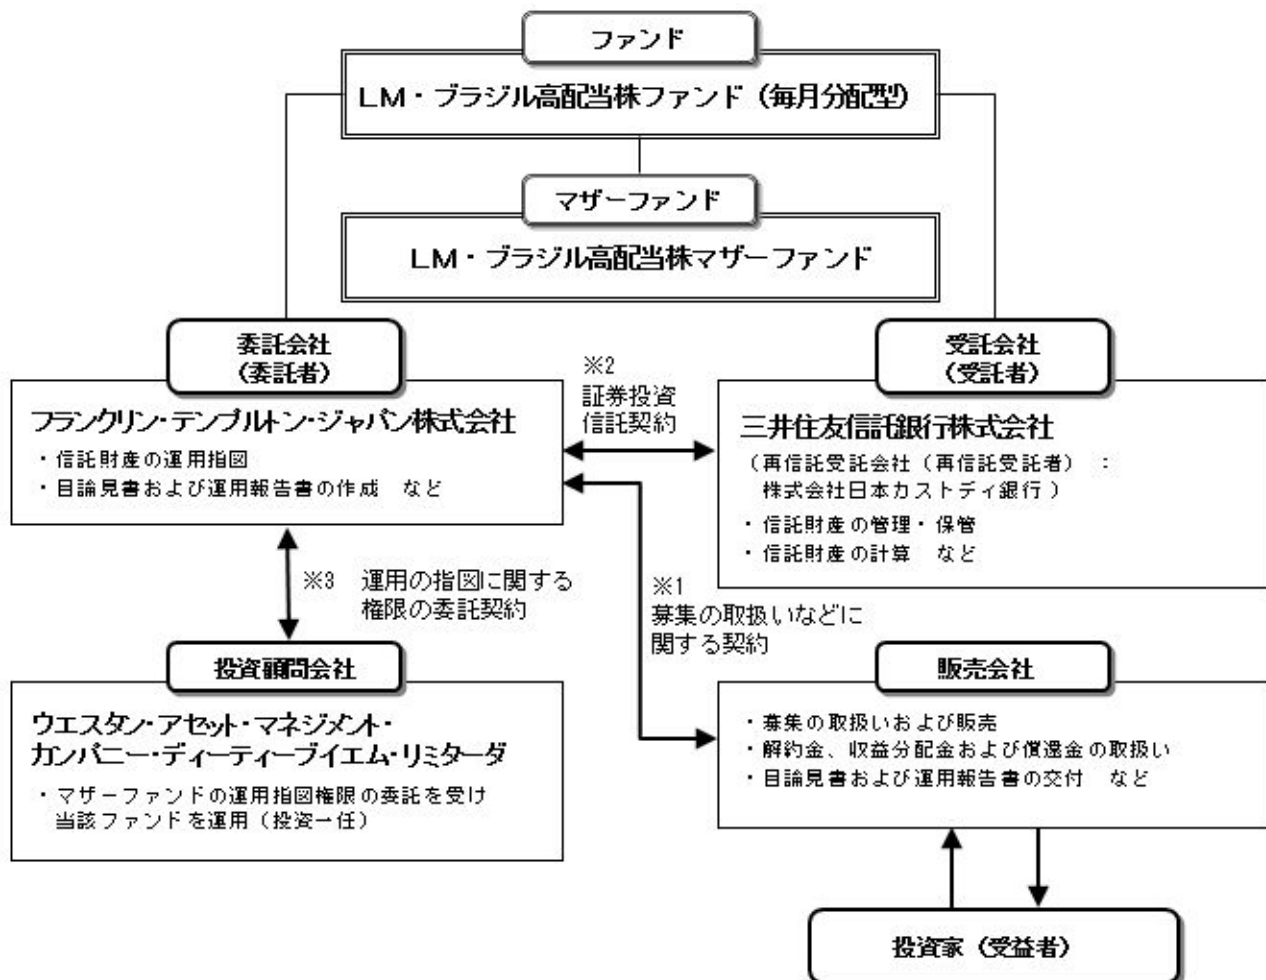 ファンド
LM・ブラジル高配当株ファンド（毎月分配型）
マザーファンド
LM・ブラジル高配当株マザーファンド
委託会社
（委託者）
フランクリン・テンプルトン・ジャパン株式会社
・信託財産の運用指図
・目論見書および運用報告書の作成　など
※2
証券投資
信託契約
受託会社
（受託者）
三井住友信託銀行株式会社
（再信託受託会社（再信託受託者）：
株式会社日本カストディ銀行）
・信託財産の管理・保管
・信託財産の計算　など
※3　運用の指図に関する
権限の委託契約
※1
募集の取扱いなどに
関する契約
投資顧問会社
ウエスタン・アセット・マネジメント・
カンパニー・ディーティーブイエム・リミターダ
・マザーファンドの運用指図権限の委託を受け
当該ファンドを運用（投資一任）
販売会社
・募集の取扱いおよび販売
・解約金、収益分配金および償還金の取扱い
・目論見書および運用報告書の交付　など
投資家（受益者）